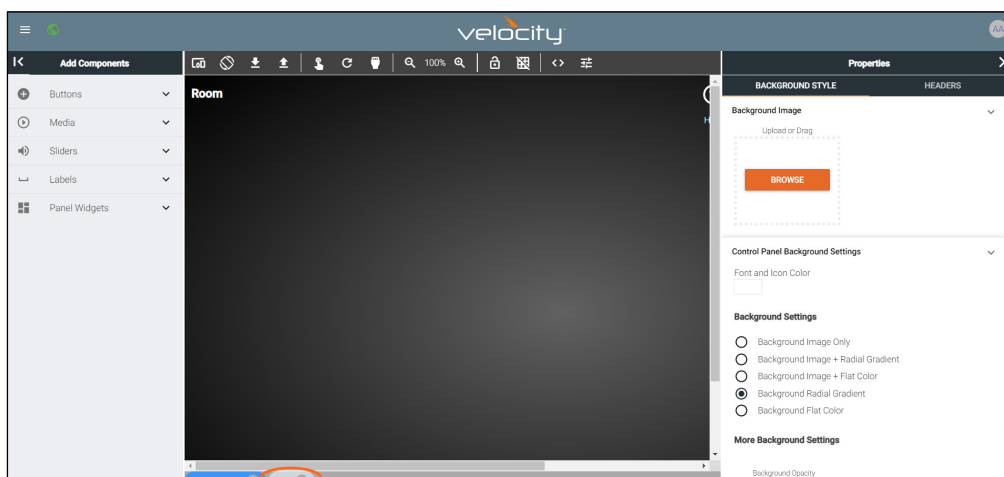 velocity
AA
Add Components
100%
Properties
Buttons
Media
Sliders
Labels
Panel Widgets
Room
H
BACKGROUND STYLE
HEADERS
Background Image
Upload or Drag
BROWSE
Control Panel Background Settings
Font and Icon Color
Background Settings
Background Image Only
Background Image + Radial Gradient
Background Image + Flat Color
Background Radial Gradient
Background Flat Color
More Background Settings
Background Opacity